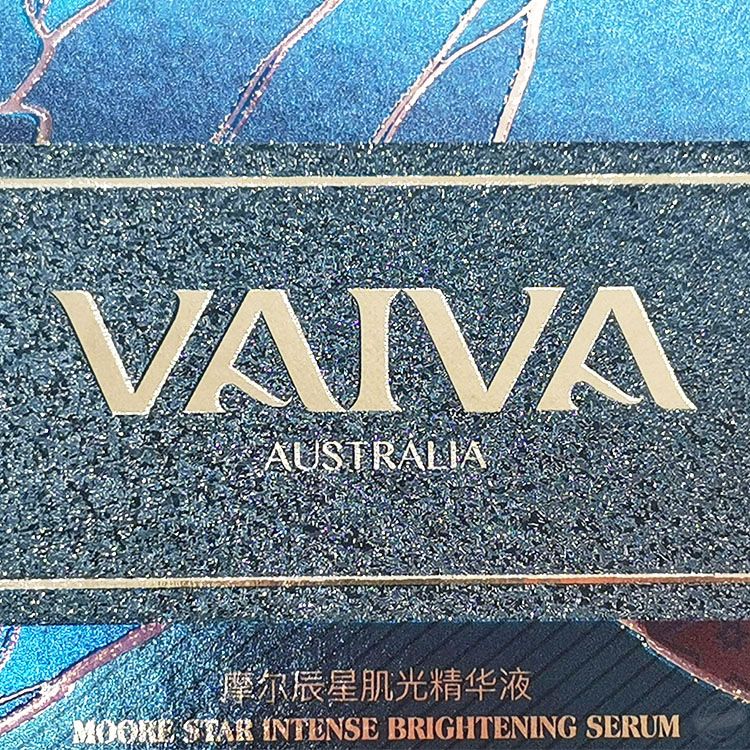 VAIVA
AUSTRALIA
摩尔辰星肌光精华液
MOORE STAR INTENSE BRIGHTENING SERUM